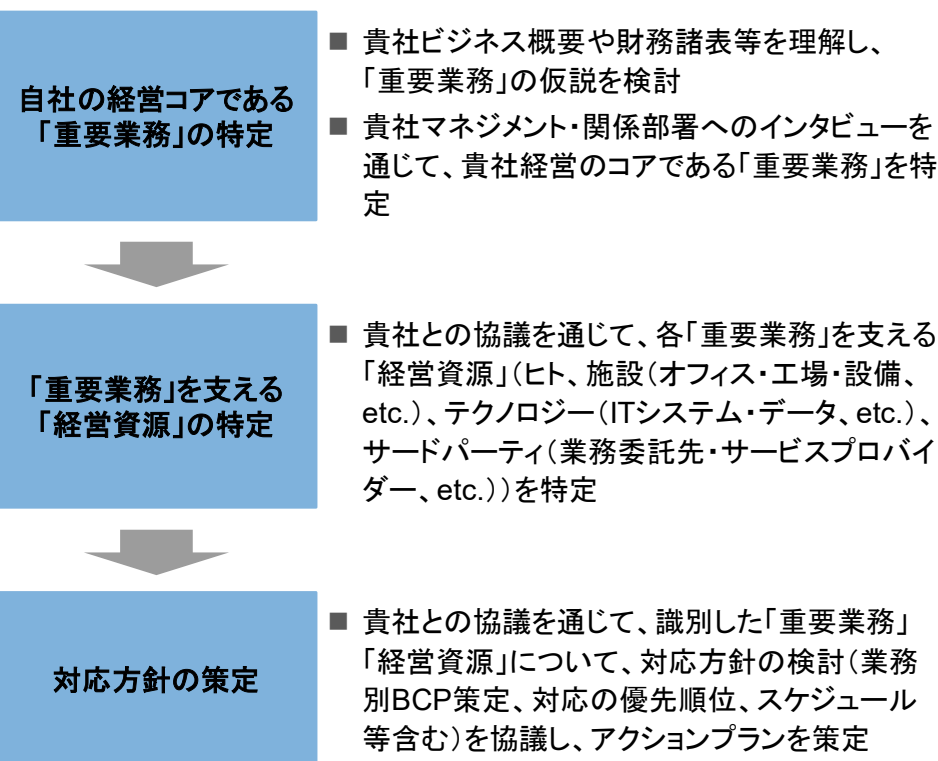 自社の経営コアである
「重要業務」の特定
■ 貴社ビジネス概要や財務諸表等を理解し、
「重要業務」の仮説を検討
■ 貴社マネジメント・関係部署へのインタビューを
通じて、貴社経営のコアである「重要業務」を特
定
「重要業務」を支える
「経営資源」の特定
■ 貴社との協議を通じて、各「重要業務」を支える
「経営資源」（ヒト、施設（オフィス・工場・設備、
etc.）、テクノロジー（ITシステム・データ、etc.）、
サードパーティ（業務委託先・サービスプロバイ
ダー、etc.））を特定
対応方針の策定
■ 貴社との協議を通じて、識別した「重要業務」
「経営資源」について、対応方針の検討（業務
別BCP策定、対応の優先順位、スケジュール
等含む）を協議し、アクションプランを策定